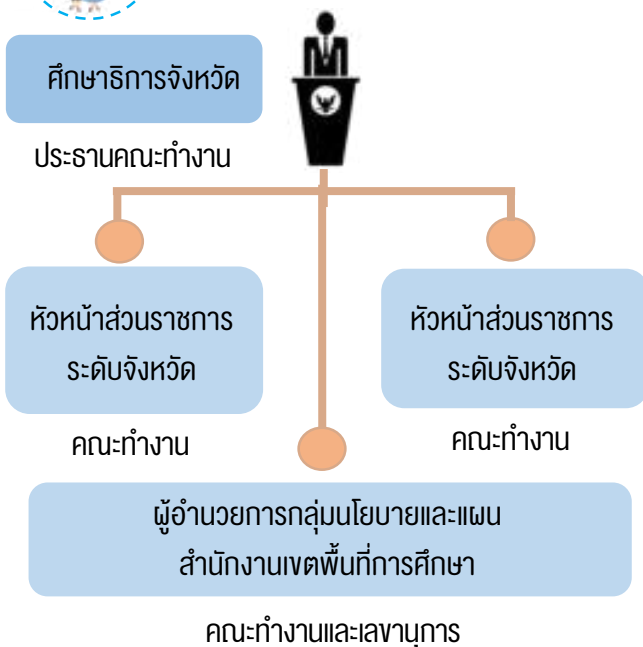 ศึกษาธิการจังหวัด
ประธานคณะทำงาน
หัวหน้าส่วนราชการ
ระดับจังหวัด
คณะทำงาน
หัวหน้าส่วนราชการ
ระดับจังหวัด
คณะทำงาน
ผู้อำนวยการกลุ่มนโยบายและแผน
สำนักงานเขตพื้นที่การศึกษา
คณะทำงานและเลขานุการ